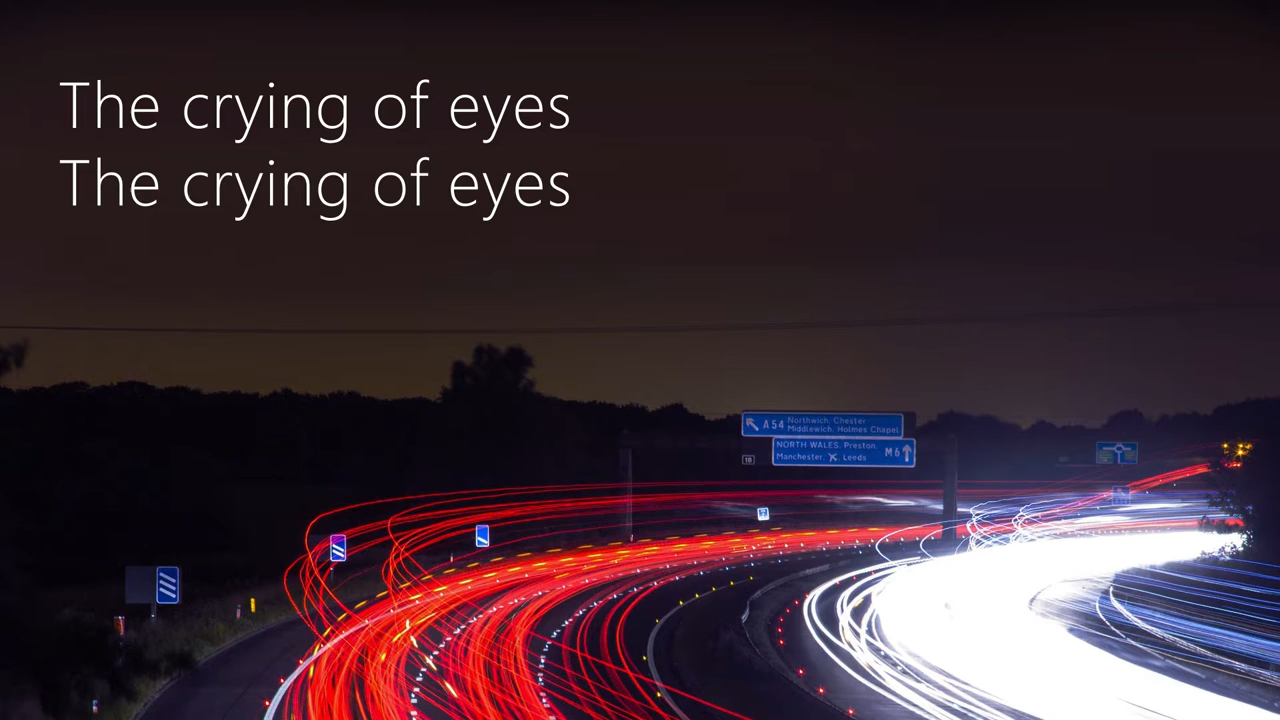 The crying of eyes
The crying of eyes
A54 Northwich, Chester
Middlewich, Holmes Chapel
NORTH WALES, Preston,
Manchester, Leeds M6
18